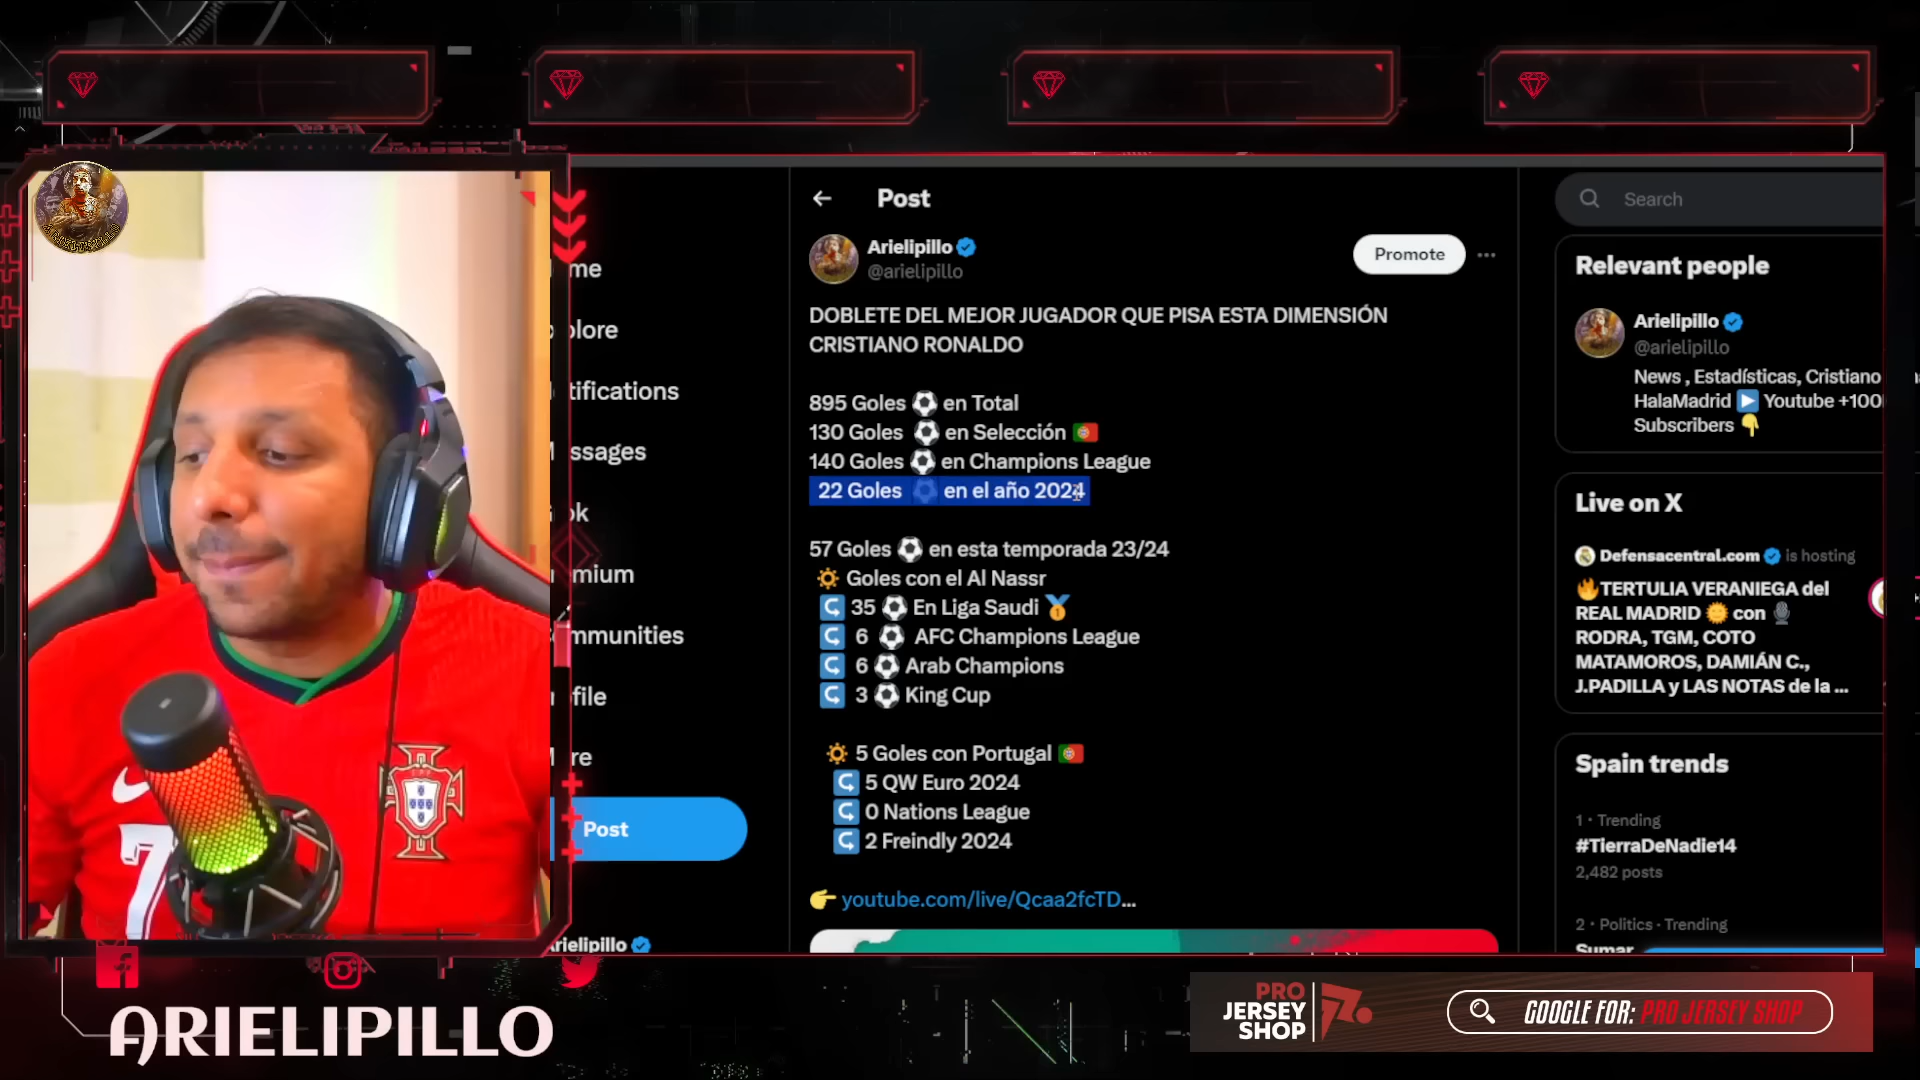 Post
Arielipillo
@arielipillo
Promote
DOBLETE DEL MEJOR JUGADOR QUE PISA ESTA DIMENSIÓN
CRISTIANO RONALDO
895 Goles ⚽ en Total
130 Goles ⚽ en Selección 🇵🇹
140 Goles ⚽ en Champions League
22 Goles ⚽ en el año 2024
57 Goles ⚽ en esta temporada 23/24
🔅 Goles con el Al Nassr
35 ⚽ En Liga Saudi 🥇
6 ⚽ AFC Champions League
6 ⚽ Arab Champions
3 ⚽ King Cup
🔅 5 Goles con Portugal 🇵🇹
5 QW Euro 2024
0 Nations League
2 Freindly 2024
👉 youtube.com/live/Qcaa2fcTD...
me
plore
tifications
ssages
ok
mium
mmunities
file
re
Post
rielipillo
Search
Relevant people
Arielipillo
@arielipillo
News , Estadísticas, Cristiano
HalaMadrid ▶ Youtube +100
Subscribers 👇
Live on X
Defensacentral.com is hosting
🔥TERTULIA VERANIEGA del
REAL MADRID 🌞 con 🎙
RODRA, TGM, COTO
MATAMOROS, DAMIÁN C.,
J.PADILLA y LAS NOTAS de la ...
Spain trends
1 · Trending
#TierraDeNadie14
2,482 posts
2 · Politics · Trending
Sumar
7
ARIELIPILLO
PRO
JERSEY
SHOP
GOOGLE FOR: PRO JERSEY SHOP